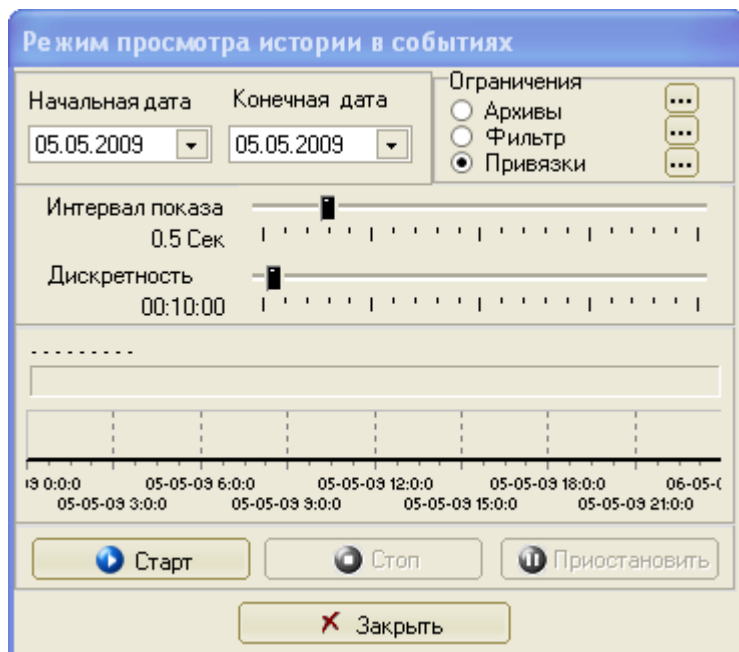 Режим просмотра истории в событиях
Начальная дата
Конечная дата
Ограничения
05.05.2009
05.05.2009
Архивы
...
Фильтр
...
Привязки
...
Интервал показа
0.5 Сек
Дискретность
00:10:00
---------
05-05-09 6:0:0
05-05-09 12:0:0
05-05-09 18:0:0
05-05-09 3:0:0
05-05-09 9:0:0
05-05-09 15:0:0
05-05-09 21:0:0
Старт
Стоп
Приостановить
Закрыть